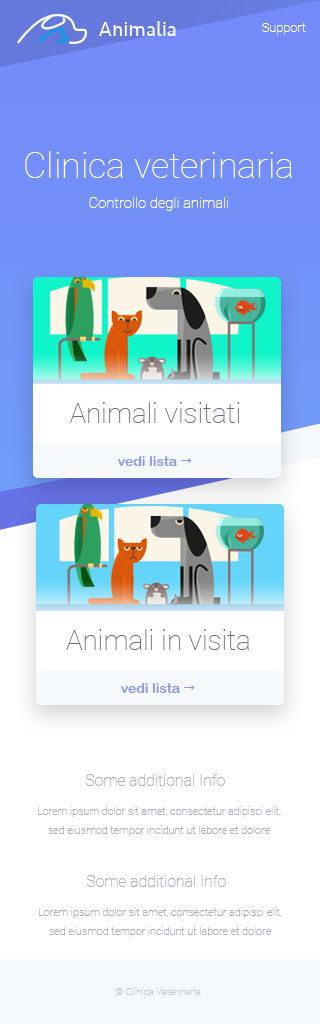 Animalia
Support
Clinica veterinaria
Controllo degli animali
Animali visitati
vedi lista →
Animali in visita
vedi lista →
Some additional Info
Lorem ipsum dolor sit amet, consectetur adipisci elit,
sed eiusmod tempor incidunt ut labore et dolore
Some additional Info
Lorem ipsum dolor sit amet, consectetur adipisci elit,
sed eiusmod tempor incidunt ut labore et dolore
© Clinica Veterinaria